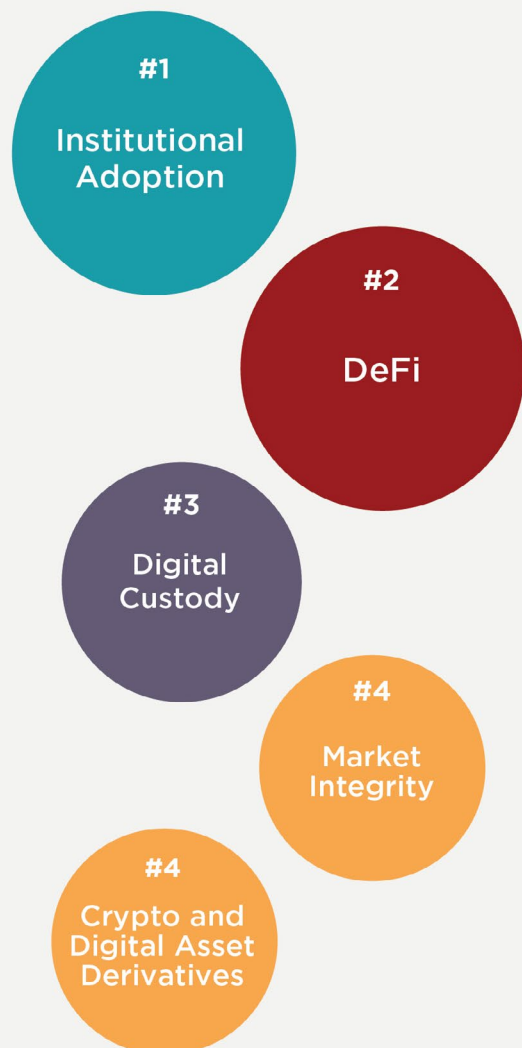 #1
Institutional
Adoption
#2
DeFi
#3
Digital
Custody
#4
Market
Integrity
#4
Crypto and
Digital Asset
Derivatives